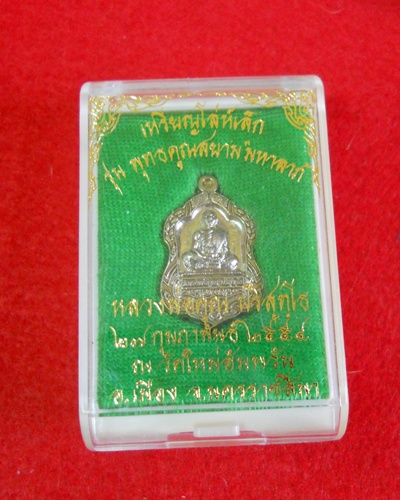 เหรียญโล่ห์เล็ก
รุ่น พุทธคุณสยาม มหาลาภ
หลวงพ่อคูณ ปริสุทฺโธ
๒๗ กุมภาพันธ์ ๒๕๕๔
ณ วัดใหม่อัมพวัน
อ.เมือง จ.นครราชสีมา